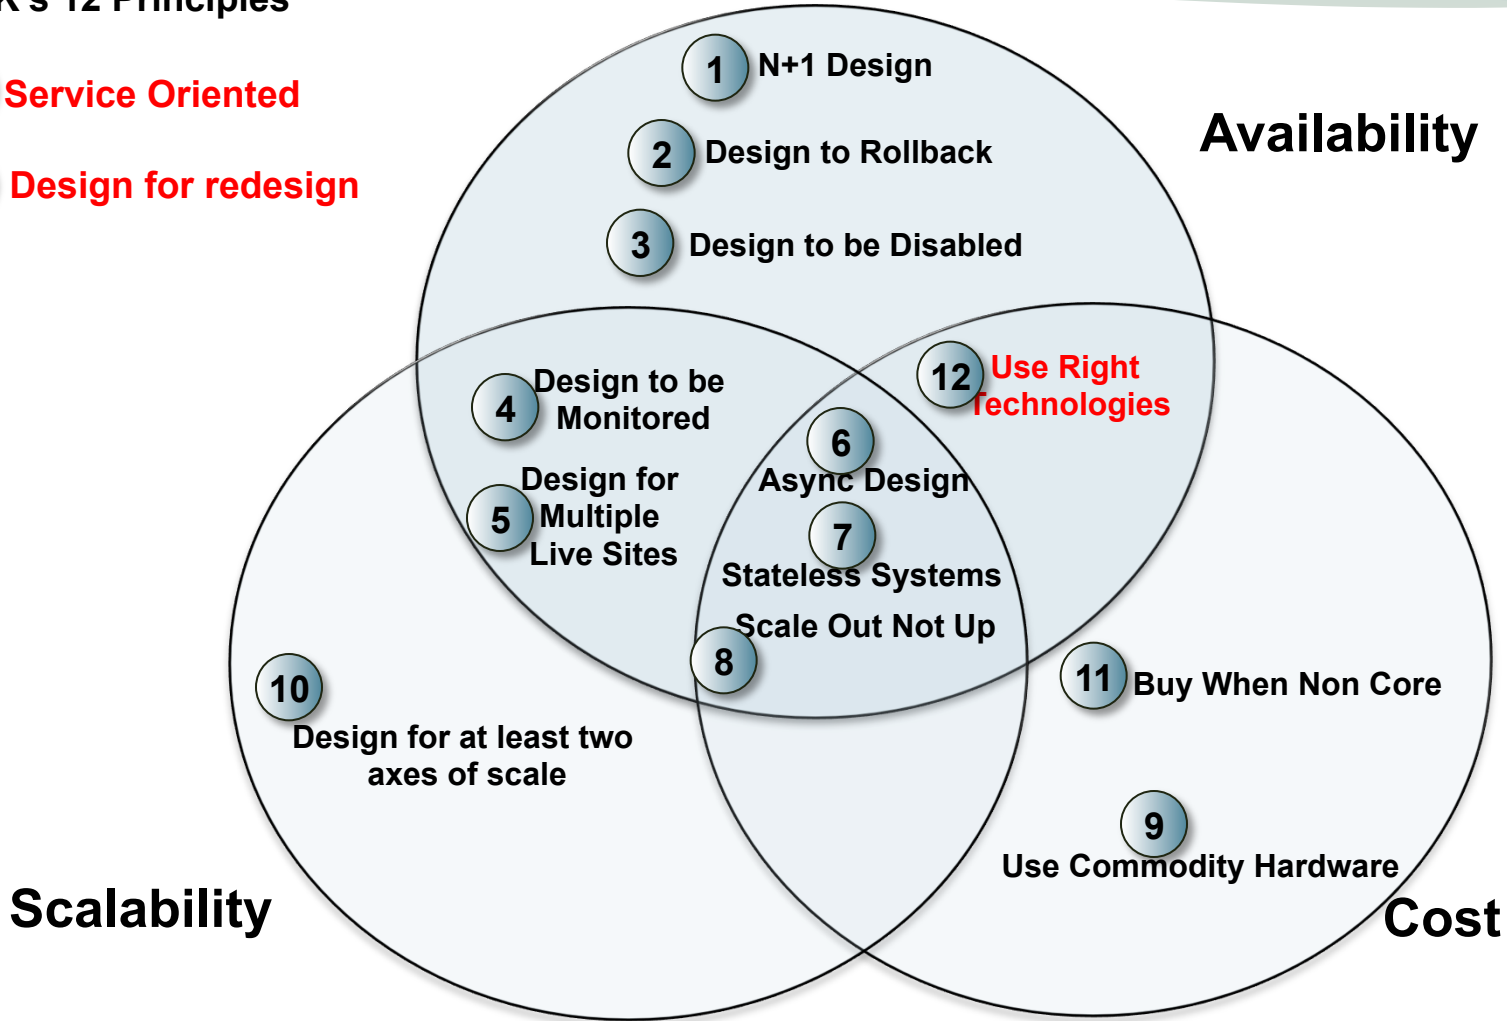 K's 12 Principles
Service Oriented
Design for redesign
Availability
1 N+1 Design
2 Design to Rollback
3 Design to be Disabled
4 Design to be
Monitored
5 Design for
Multiple
Live Sites
12 Use Right
Technologies
6
Async Design
7
Stateless Systems
8 Scale Out Not Up
10
Design for at least two
axes of scale
11 Buy When Non Core
9
Use Commodity Hardware
Scalability
Cost